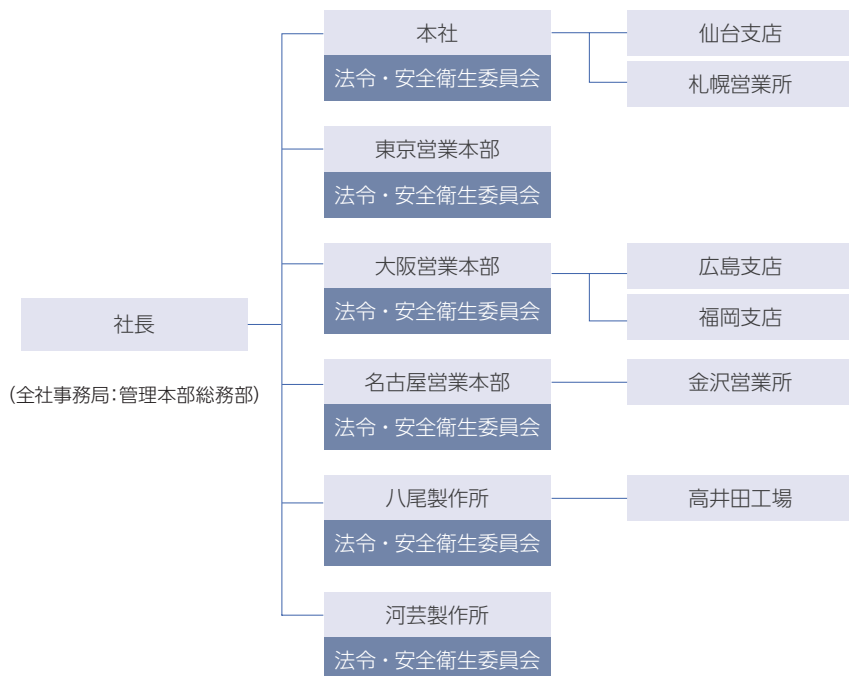 本社
法令・安全衛生委員会
仙台支店
札幌営業所
東京営業本部
法令・安全衛生委員会
大阪営業本部
法令・安全衛生委員会
広島支店
福岡支店
社長
(全社事務局:管理本部総務部)
名古屋営業本部
法令・安全衛生委員会
金沢営業所
八尾製作所
法令・安全衛生委員会
高井田工場
河芸製作所
法令・安全衛生委員会